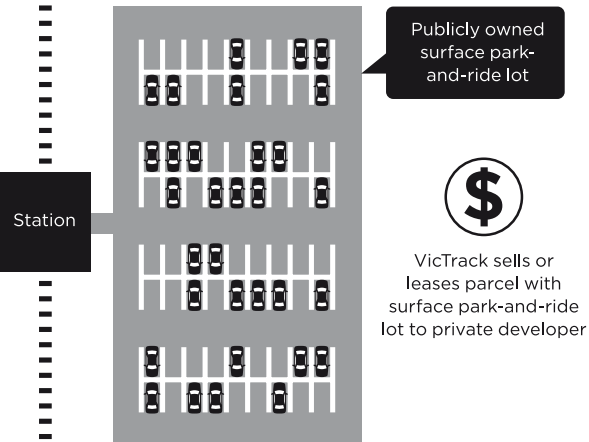 Publicly owned
surface park-
and-ride lot
Station
$
VicTrack sells or
leases parcel with
surface park-and-ride
lot to private developer